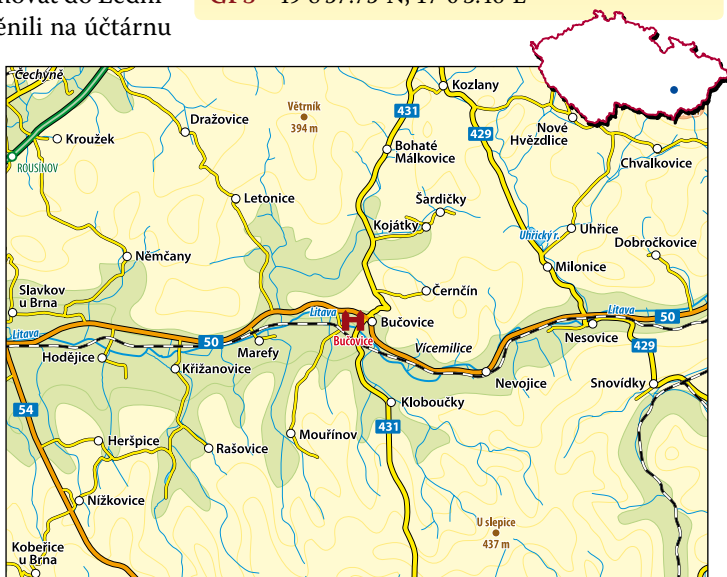 novat do Ledni
ěnili na účtárnu
Čechyně
Kroužek
ROUSÍNOV
Dražovice
Větrník
394 m
431
Kozlany
429
Nové
Hvězdlice
Chvalkovice
Bohaté
Málkovice
Letonice
Šardičky
Kojátky
Uhřický r.
Uhřice
Dobročkovice
Němčany
Milonice
Slavkov
u Brna
Černčín
Litava
Litava
Bučovice
Bučovice
Litava
50
Nesovice
429
50
Marefy
Vícemilice
Hodějice
Křižanovice
Nevojice
Snovídky
54
Kloboučky
431
Heršpice
Rašovice
Mouřínov
Nížkovice
U slepice
437 m
Kobeřice
u Brna